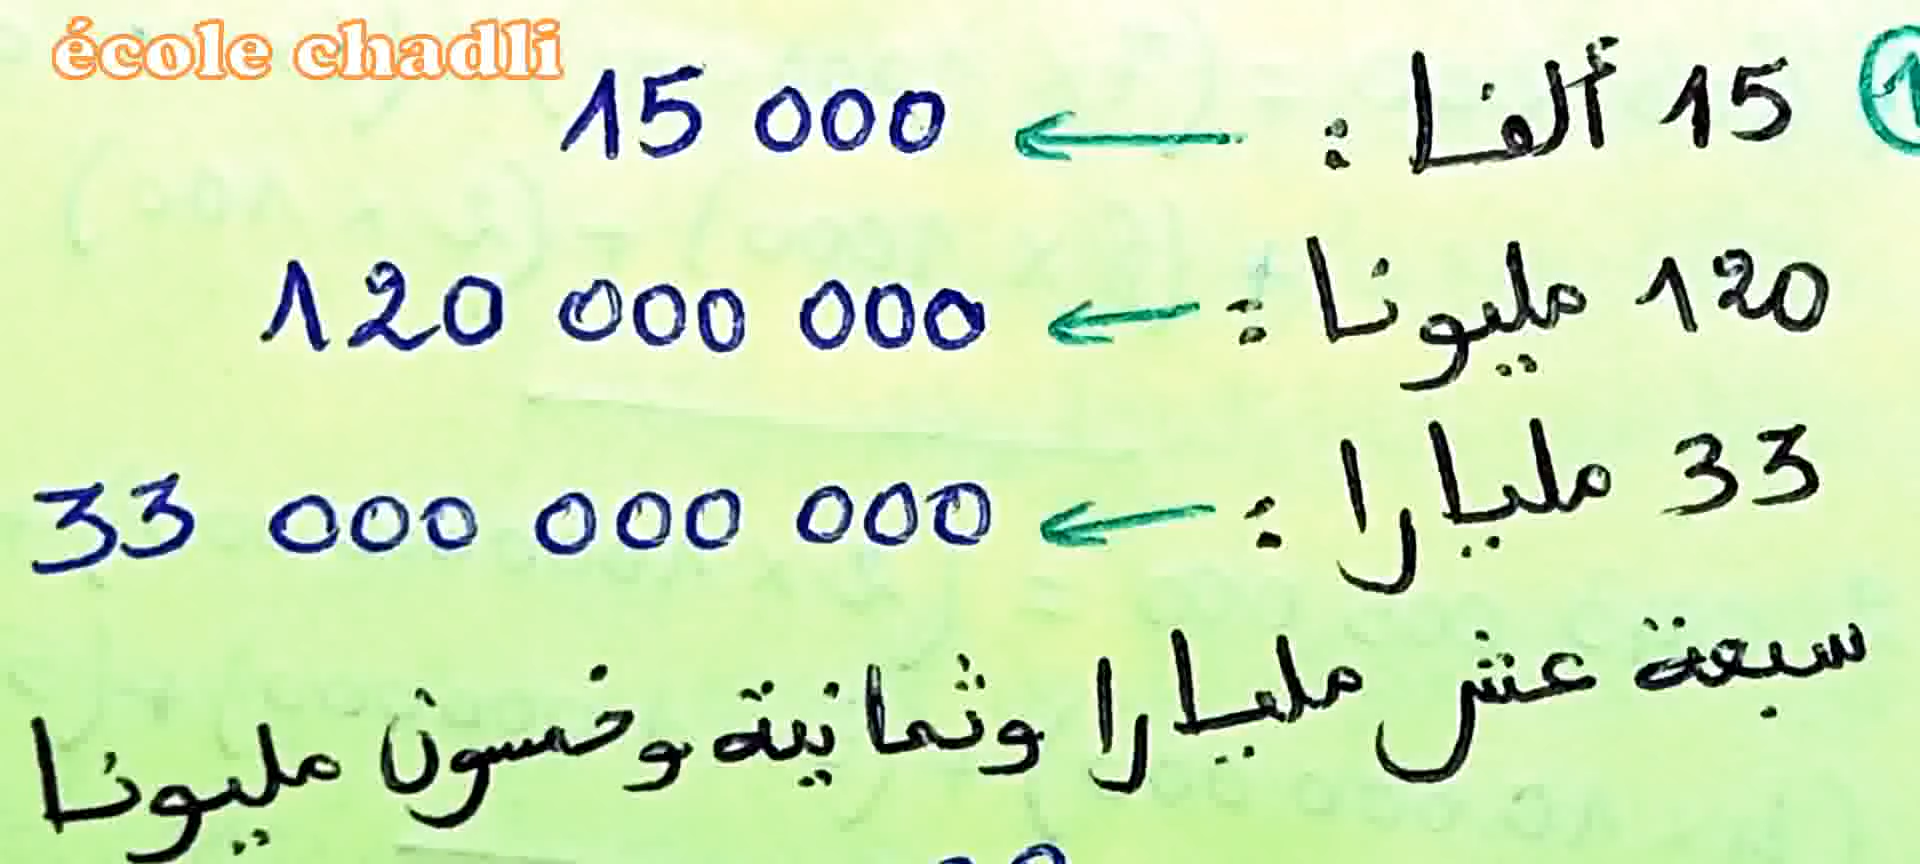 école chadli
15 ألفا : ← 15 000
120 مليونا : ← 120 000 000
33 مليارا : ← 33 000 000 000
سبعة عشر مليارا وثمانية وخمسون مليونا